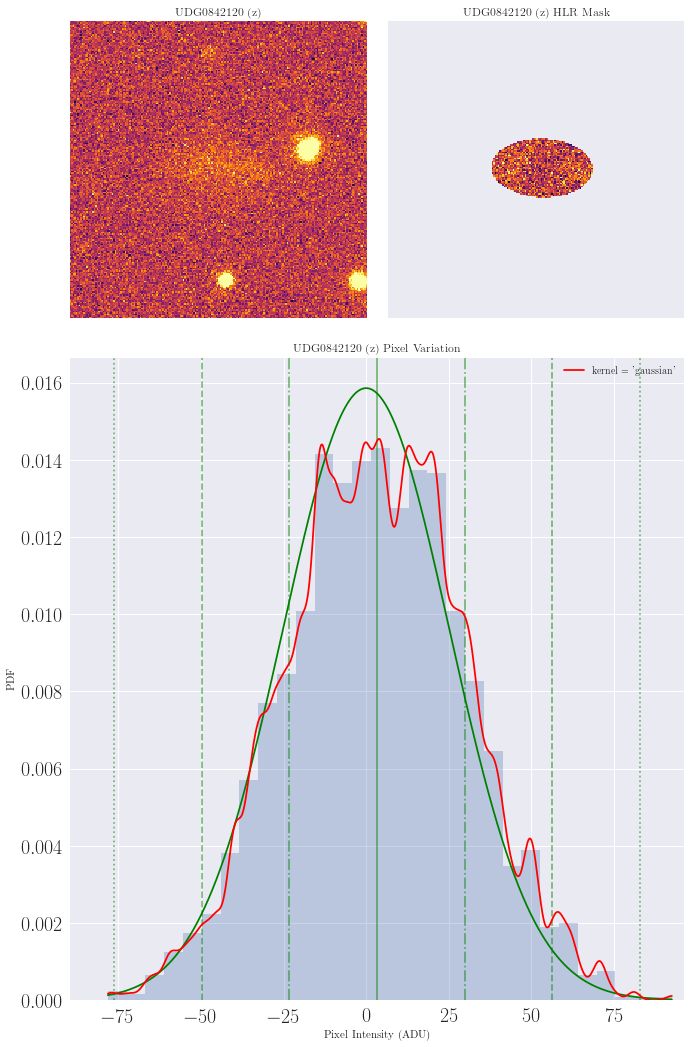 UDG0842120 (z)
UDG0842120 (z) HLR Mask
UDG0842120 (z) Pixel Variation
kernel = 'gaussian'
0.016
0.014
0.012
0.010
0.008
0.006
0.004
0.002
0.000
PDF
−75 −50 −25 0 25 50 75
Pixel Intensity (ADU)